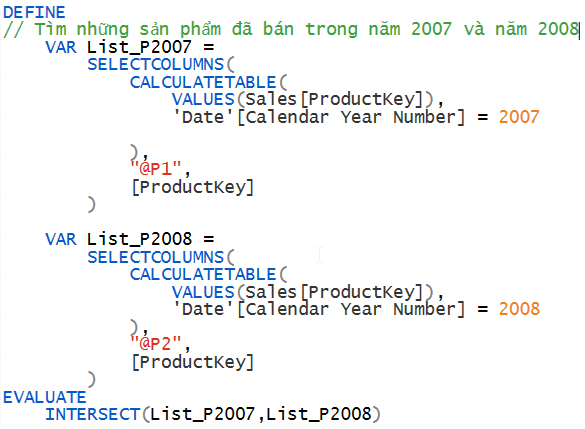 DEFINE
// Tìm những sản phẩm đã bán trong năm 2007 và năm 2008
VAR List_P2007 =
SELECTCOLUMNS(
CALCULATETABLE(
VALUES(Sales[ProductKey]),
'Date'[Calendar Year Number] = 2007
),
"@P1",
[ProductKey]
)
VAR List_P2008 =
SELECTCOLUMNS(
CALCULATETABLE(
VALUES(Sales[ProductKey]),
'Date'[Calendar Year Number] = 2008
),
"@P2",
[ProductKey]
)
EVALUATE
INTERSECT(List_P2007,List_P2008)